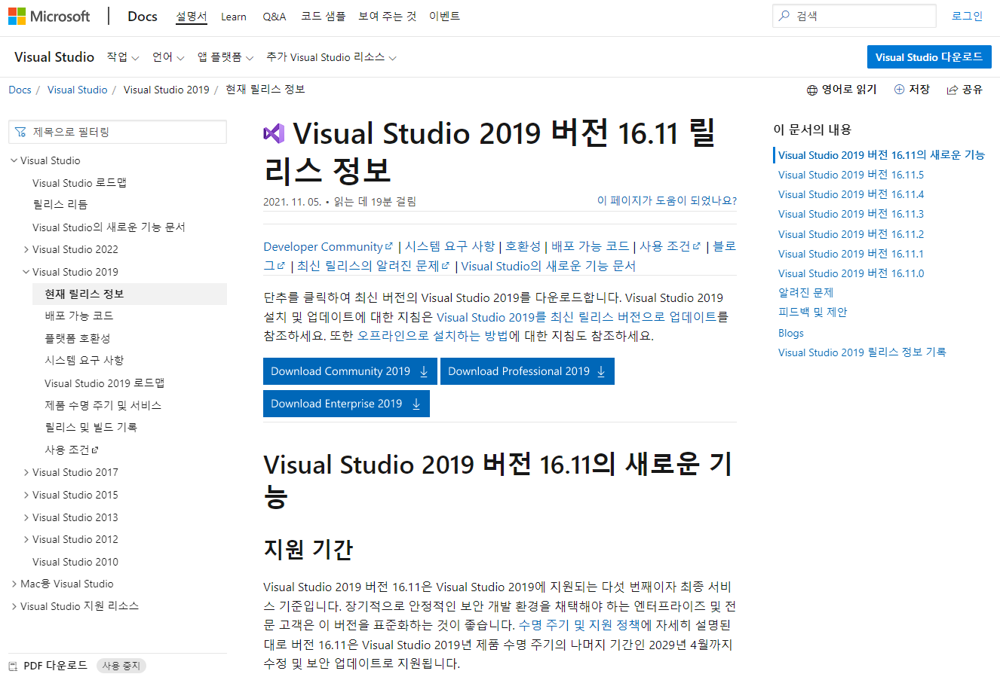 Microsoft Docs 설명서 Learn Q&A 코드 샘플 보여 주는 것 이벤트 검색 로그인
Visual Studio 작업 언어 앱 플랫폼 추가 Visual Studio 리소스 Visual Studio 다운로드
Docs / Visual Studio / Visual Studio 2019 / 현재 릴리스 정보 영어로 읽기 저장 공유
제목으로 필터링
Visual Studio
Visual Studio 로드맵
릴리스 리듬
Visual Studio의 새로운 기능 문서
Visual Studio 2022
Visual Studio 2019
현재 릴리스 정보
배포 가능 코드
플랫폼 호환성
시스템 요구 사항
Visual Studio 2019 로드맵
제품 수명 주기 및 서비스
릴리스 및 빌드 기록
사용 조건
Visual Studio 2017
Visual Studio 2015
Visual Studio 2013
Visual Studio 2012
Visual Studio 2010
Mac용 Visual Studio
Visual Studio 지원 리소스
PDF 다운로드 사용 중지
Visual Studio 2019 버전 16.11 릴
리스 정보
2021. 11. 05. • 읽는 데 19분 걸림 이 페이지가 도움이 되었나요?
Developer Community | 시스템 요구 사항 | 호환성 | 배포 가능 코드 | 사용 조건 | 블로
그 | 최신 릴리스의 알려진 문제 | Visual Studio의 새로운 기능 문서
단추를 클릭하여 최신 버전의 Visual Studio 2019를 다운로드합니다. Visual Studio 2019
설치 및 업데이트에 대한 지침은 Visual Studio 2019를 최신 릴리스 버전으로 업데이트를
참조하세요. 또한 오프라인으로 설치하는 방법에 대한 지침도 참조하세요.
Download Community 2019 Download Professional 2019
Download Enterprise 2019
Visual Studio 2019 버전 16.11의 새로운 기
능
지원 기간
Visual Studio 2019 버전 16.11은 Visual Studio 2019에 지원되는 다섯 번째이자 최종 서비
스 기준입니다. 장기적으로 안정적인 보안 개발 환경을 채택해야 하는 엔터프라이즈 및 전
문 고객은 이 버전을 표준화하는 것이 좋습니다. 수명 주기 및 지원 정책에 자세히 설명된
대로 버전 16.11은 Visual Studio 2019년 제품 수명 주기의 나머지 기간인 2029년 4월까지
수정 및 보안 업데이트로 지원됩니다.
이 문서의 내용
Visual Studio 2019 버전 16.11의 새로운 기능
Visual Studio 2019 버전 16.11.5
Visual Studio 2019 버전 16.11.4
Visual Studio 2019 버전 16.11.3
Visual Studio 2019 버전 16.11.2
Visual Studio 2019 버전 16.11.1
Visual Studio 2019 버전 16.11.0
알려진 문제
피드백 및 제안
Blogs
Visual Studio 2019 릴리스 정보 기록